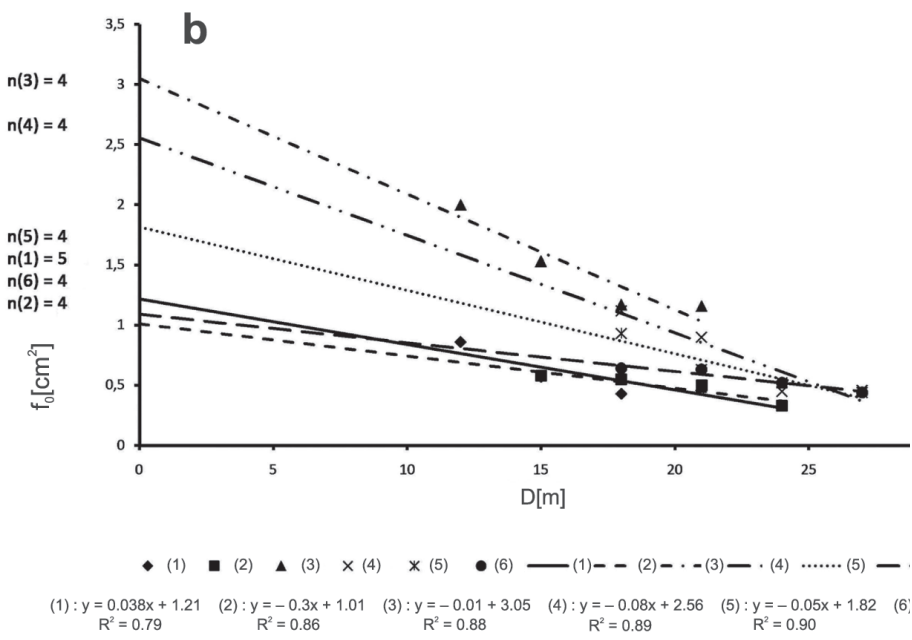 b
3,5
3
2,5
2
1,5
1
0,5
0
n(3) = 4
n(4) = 4
n(5) = 4
n(1) = 5
n(6) = 4
n(2) = 4
f₀[cm²]
0 5 10 15 20 25
D[m]
(1) (2) (3) (4) (5) (6) (1) (2) (3) (4) (5)
(1) : y = 0.038x + 1.21 (2) : y = – 0.3x + 1.01 (3) : y = – 0.01 + 3.05 (4) : y = – 0.08x + 2.56 (5) : y = – 0.05x + 1.82 (6)
R² = 0.79 R² = 0.86 R² = 0.88 R² = 0.89 R² = 0.90